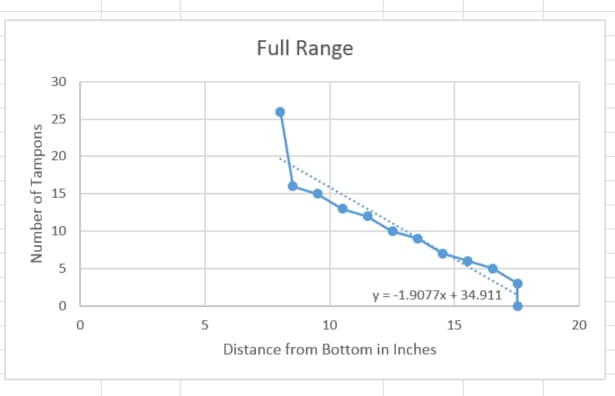 Full Range
Number of Tampons
30
25
20
15
10
5
0
y = -1.9077x + 34.911
0 5 10 15 20
Distance from Bottom in Inches